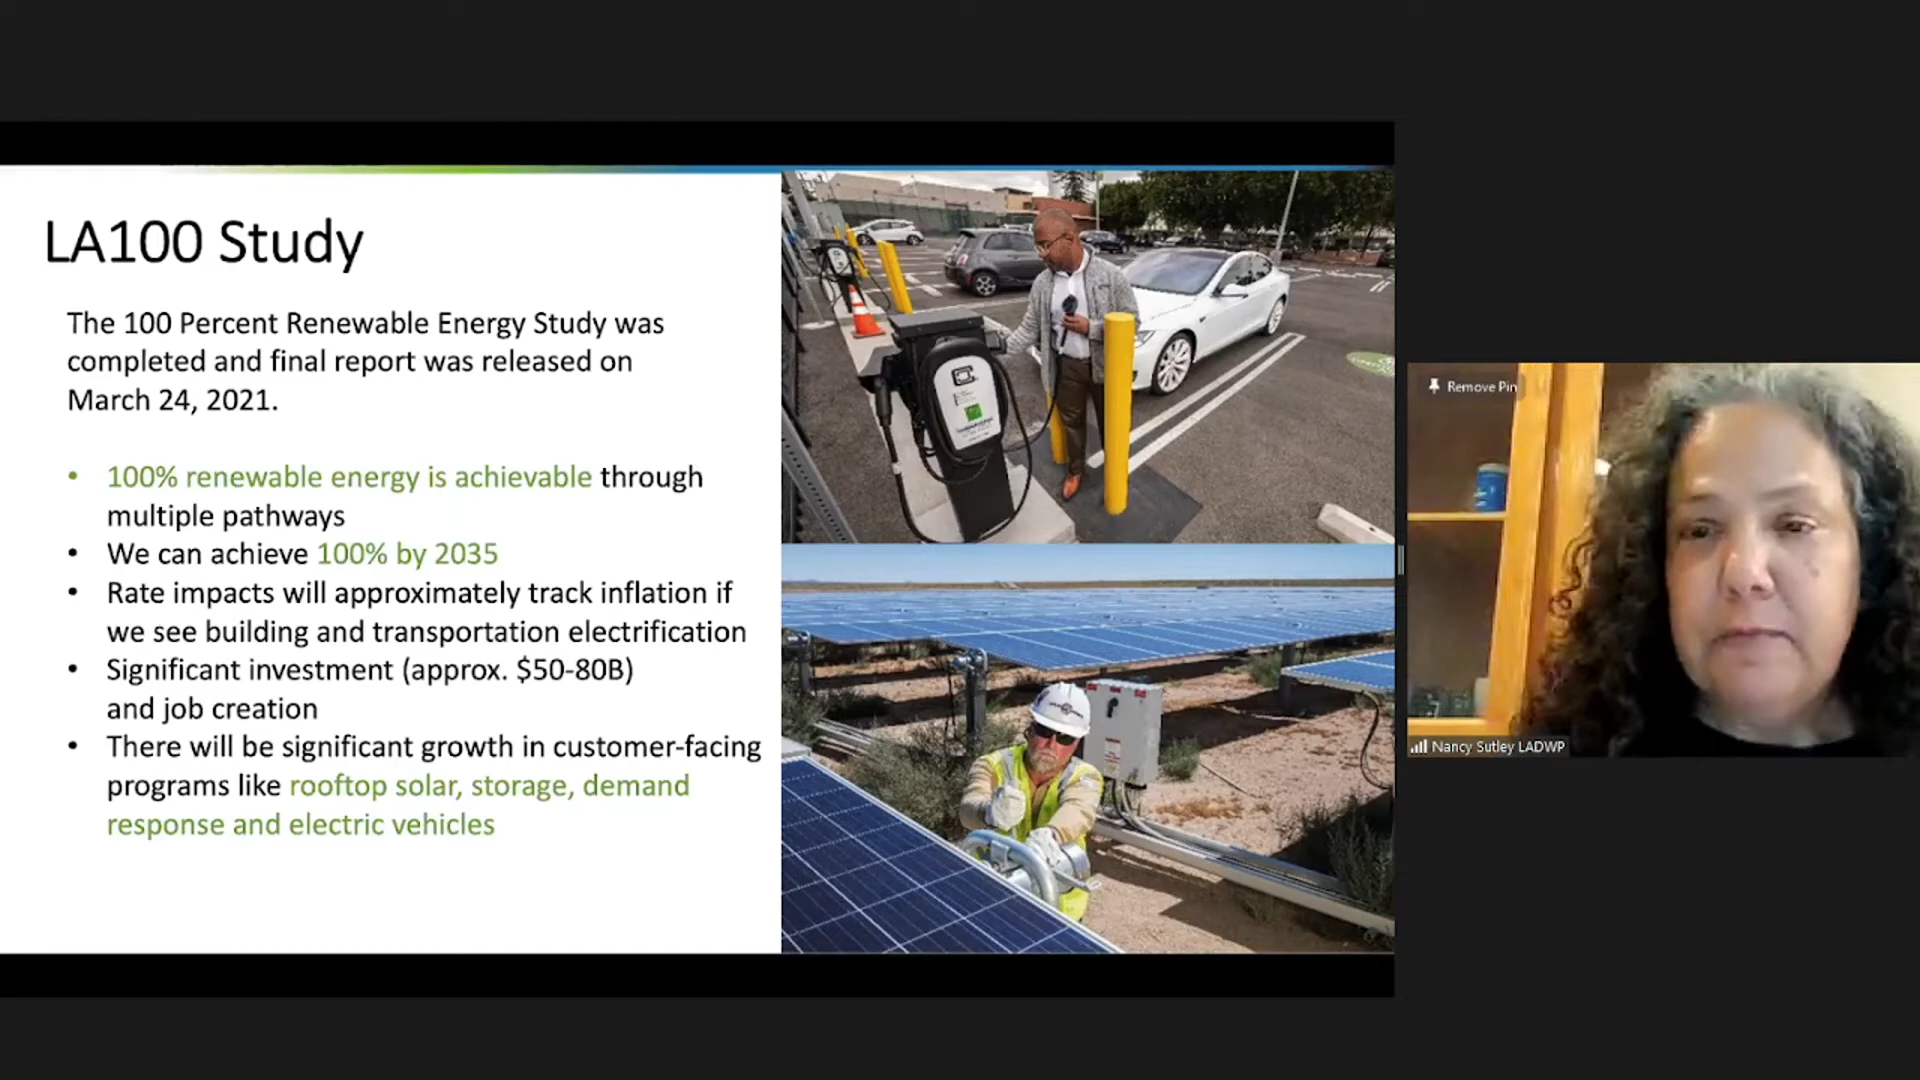 LA100 Study
The 100 Percent Renewable Energy Study was
completed and final report was released on
March 24, 2021.
• 100% renewable energy is achievable through
multiple pathways
• We can achieve 100% by 2035
• Rate impacts will approximately track inflation if
we see building and transportation electrification
• Significant investment (approx. $50-80B)
and job creation
• There will be significant growth in customer-facing
programs like rooftop solar, storage, demand
response and electric vehicles
Remove Pin
Nancy Sutley LADWP